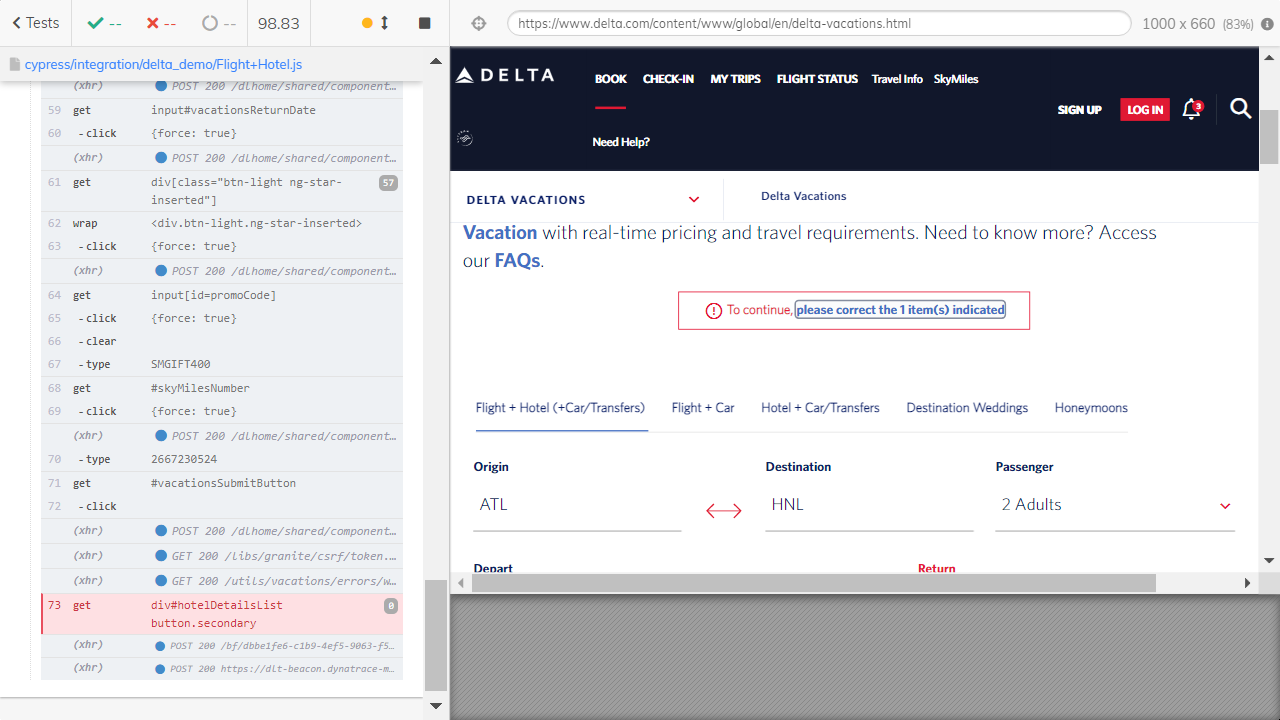 Tests
--
--
--
98.83
https://www.delta.com/content/www/global/en/delta-vacations.html
1000 x 660 (83%)
cypress/integration/delta_demo/Flight+Hotel.js
(xhr) POST 200 /dlhome/shared/component…
59 get input#vacationsReturnDate
60 - click {force: true}
(xhr) POST 200 /dlhome/shared/component…
61 get div[class="btn-light ng-star-
inserted"]
57
62 wrap <div.btn-light.ng-star-inserted>
63 - click {force: true}
(xhr) POST 200 /dlhome/shared/component…
64 get input[id=promoCode]
65 - click {force: true}
66 - clear
67 - type SMGIFT400
68 get #skyMilesNumber
69 - click {force: true}
(xhr) POST 200 /dlhome/shared/component…
70 - type 2667230524
71 get #vacationsSubmitButton
72 - click
(xhr) POST 200 /dlhome/shared/component…
(xhr) GET 200 /libs/granite/csrf/token.…
(xhr) GET 200 /utils/vacations/errors/w…
73 get div#hotelDetailsList
button.secondary
0
(xhr) POST 200 /bf/dbbe1fe6-c1b9-4ef5-9063-f5…
(xhr) POST 200 https://dlt-beacon.dynatrace-m…
DELTA
BOOK CHECK-IN MY TRIPS FLIGHT STATUS Travel Info SkyMiles
SIGN UP LOG IN 3
Need Help?
DELTA VACATIONS
Delta Vacations
Vacation with real-time pricing and travel requirements. Need to know more? Access
our FAQs.
To continue, please correct the 1 item(s) indicated
Flight + Hotel (+Car/Transfers) Flight + Car Hotel + Car/Transfers Destination Weddings Honeymoons
Origin Destination Passenger
ATL HNL 2 Adults
Depart Return